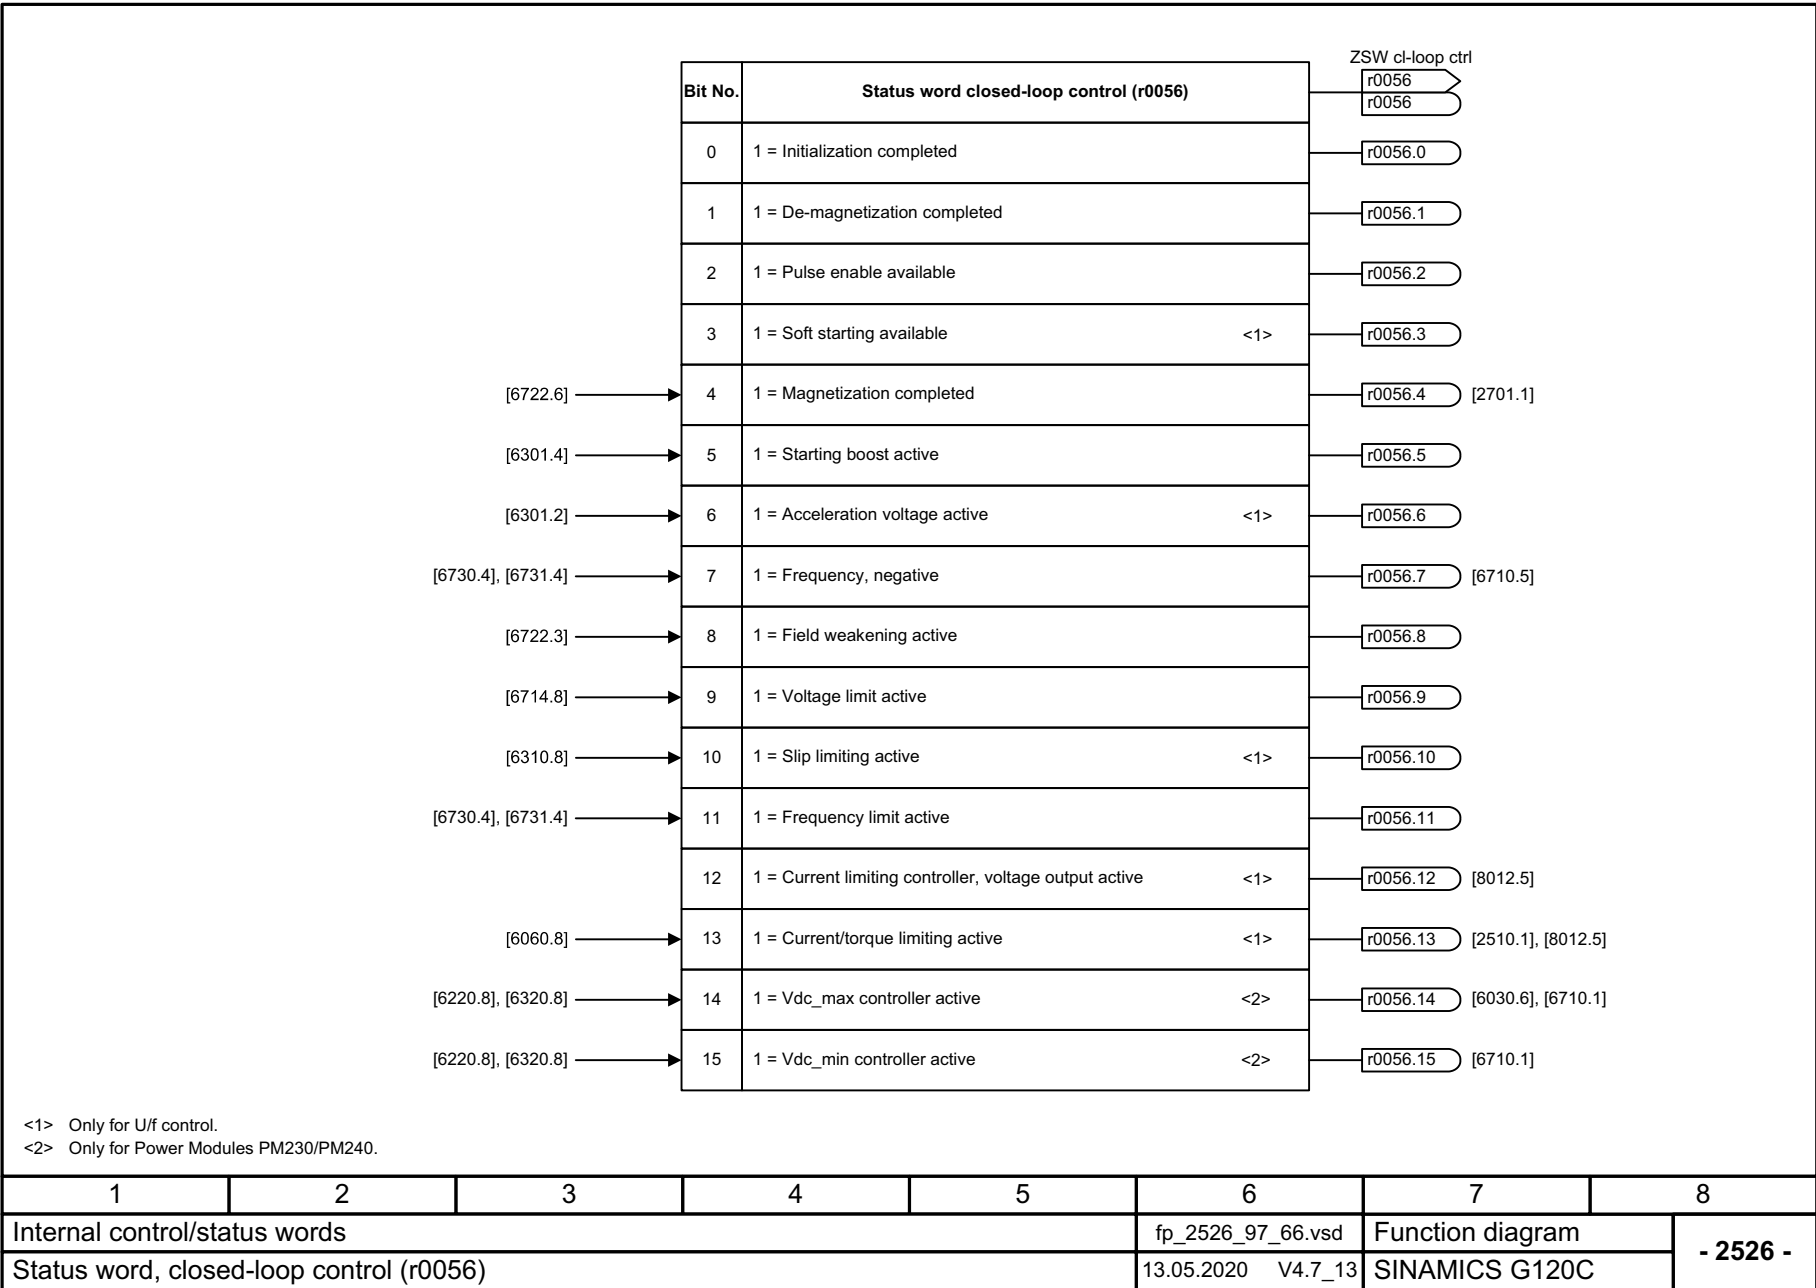 ZSW cl-loop ctrl
Bit No. Status word closed-loop control (r0056) r0056
r0056
0 1 = Initialization completed r0056.0
1 1 = De-magnetization completed r0056.1
2 1 = Pulse enable available r0056.2
3 1 = Soft starting available <1> r0056.3
[6722.6] 4 1 = Magnetization completed r0056.4 [2701.1]
[6301.4] 5 1 = Starting boost active r0056.5
[6301.2] 6 1 = Acceleration voltage active <1> r0056.6
[6730.4], [6731.4] 7 1 = Frequency, negative r0056.7 [6710.5]
[6722.3] 8 1 = Field weakening active r0056.8
[6714.8] 9 1 = Voltage limit active r0056.9
[6310.8] 10 1 = Slip limiting active <1> r0056.10
[6730.4], [6731.4] 11 1 = Frequency limit active r0056.11
12 1 = Current limiting controller, voltage output active <1> r0056.12 [8012.5]
[6060.8] 13 1 = Current/torque limiting active <1> r0056.13 [2510.1], [8012.5]
[6220.8], [6320.8] 14 1 = Vdc_max controller active <2> r0056.14 [6030.6], [6710.1]
[6220.8], [6320.8] 15 1 = Vdc_min controller active <2> r0056.15 [6710.1]
<1> Only for U/f control.
<2> Only for Power Modules PM230/PM240.
1 2 3 4 5 6 7 8
Internal control/status words fp_2526_97_66.vsd Function diagram - 2526 -
Status word, closed-loop control (r0056) 13.05.2020 V4.7_13 SINAMICS G120C